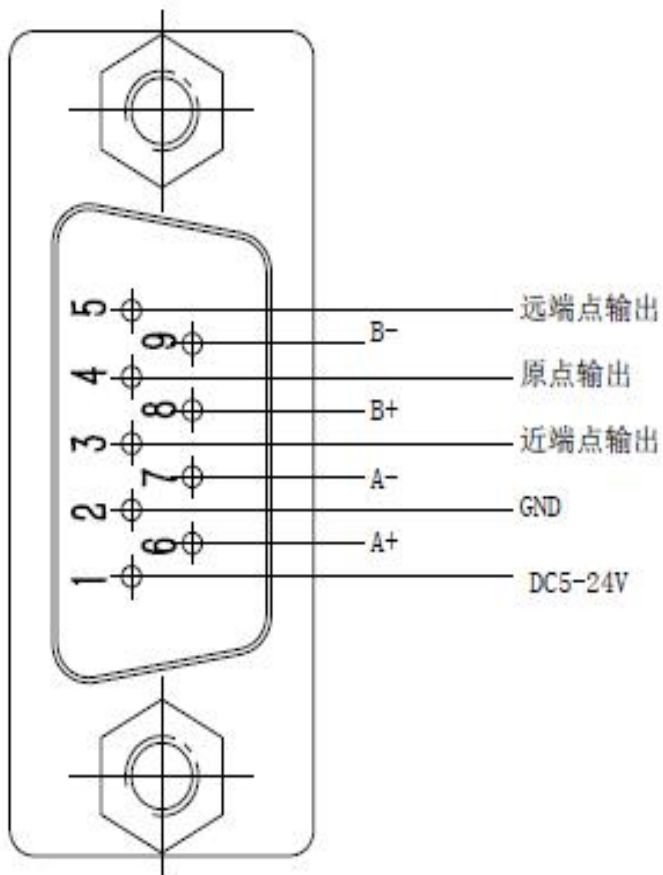 5 远端点输出
9 B-
4 原点输出
8 B+
3 近端点输出
7 A-
2 GND
6 A+
1 DC5-24V